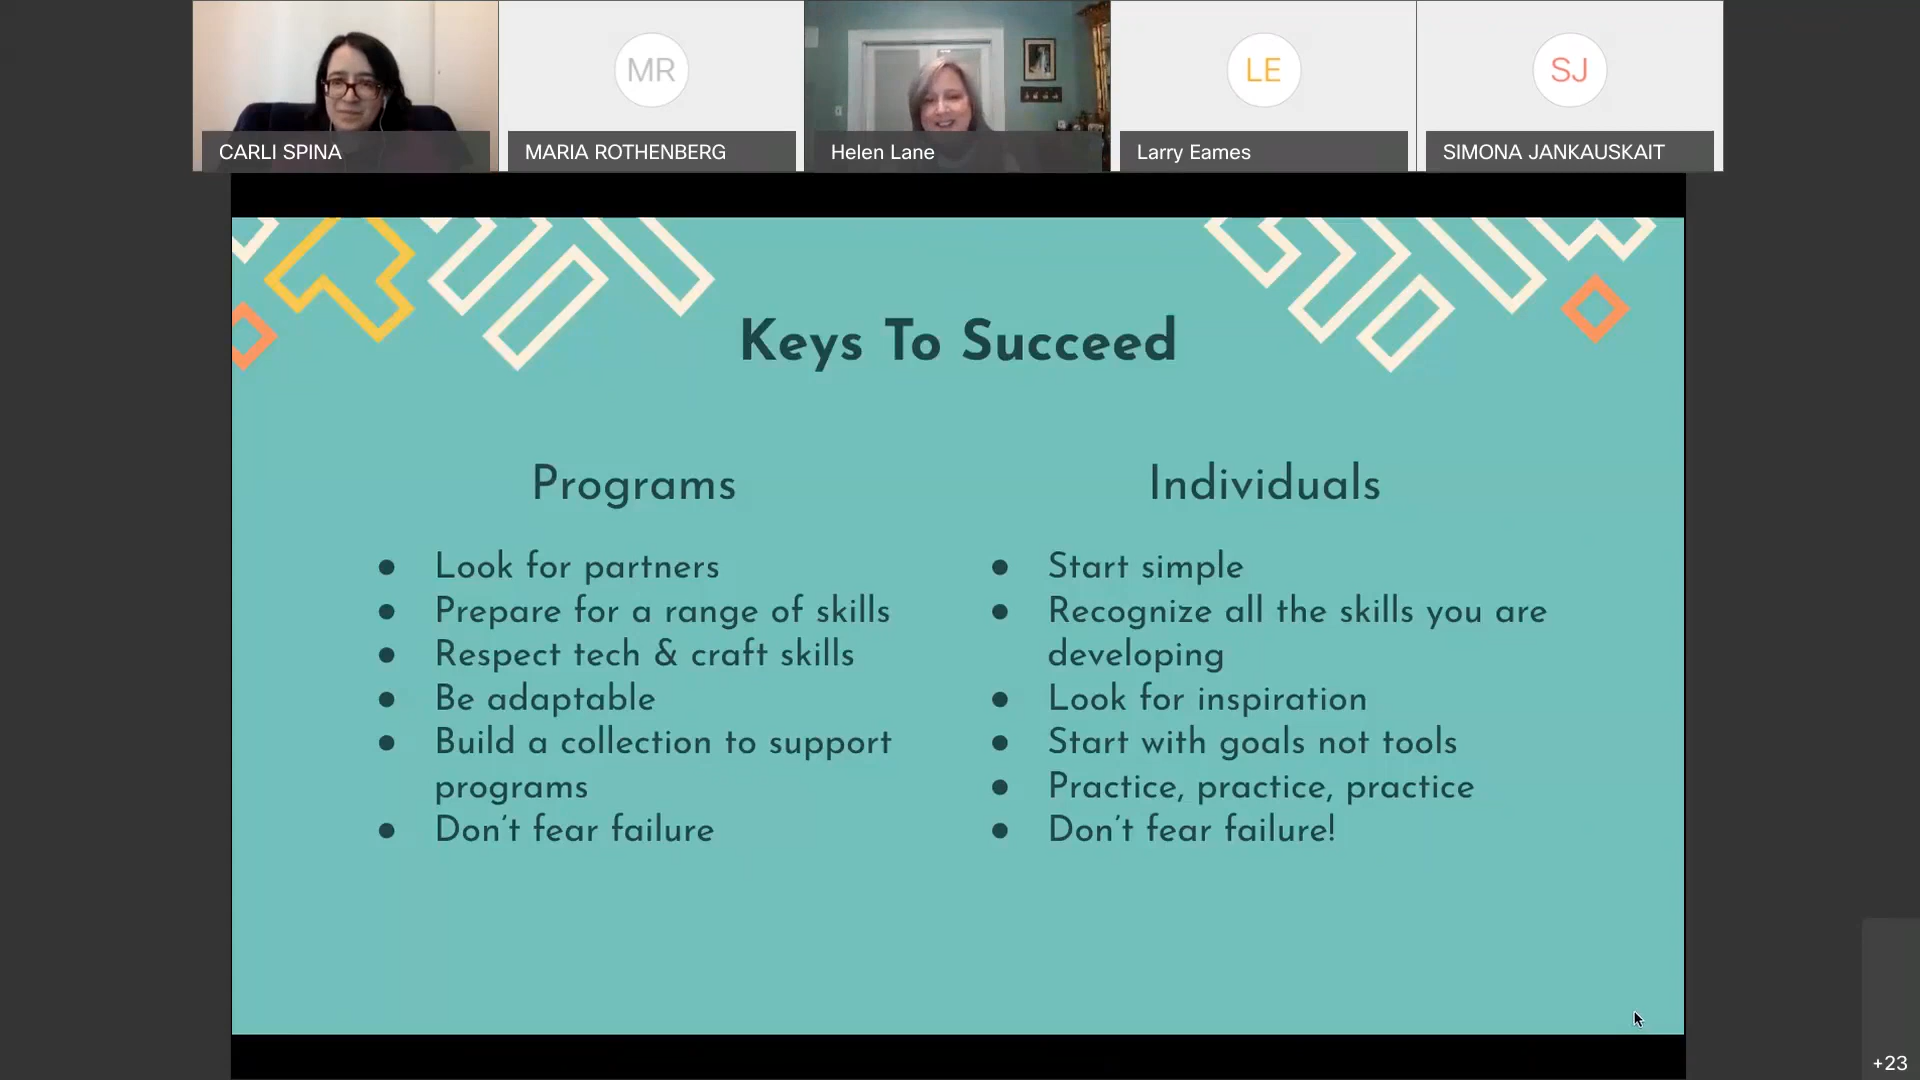 MR
LE
SJ
CARLI SPINA
MARIA ROTHENBERG
Helen Lane
Larry Eames
SIMONA JANKAUSKAIT
Keys To Succeed
Programs
● Look for partners
● Prepare for a range of skills
● Respect tech & craft skills
● Be adaptable
● Build a collection to support
programs
● Don't fear failure
Individuals
● Start simple
● Recognize all the skills you are
developing
● Look for inspiration
● Start with goals not tools
● Practice, practice, practice
● Don't fear failure!
+23